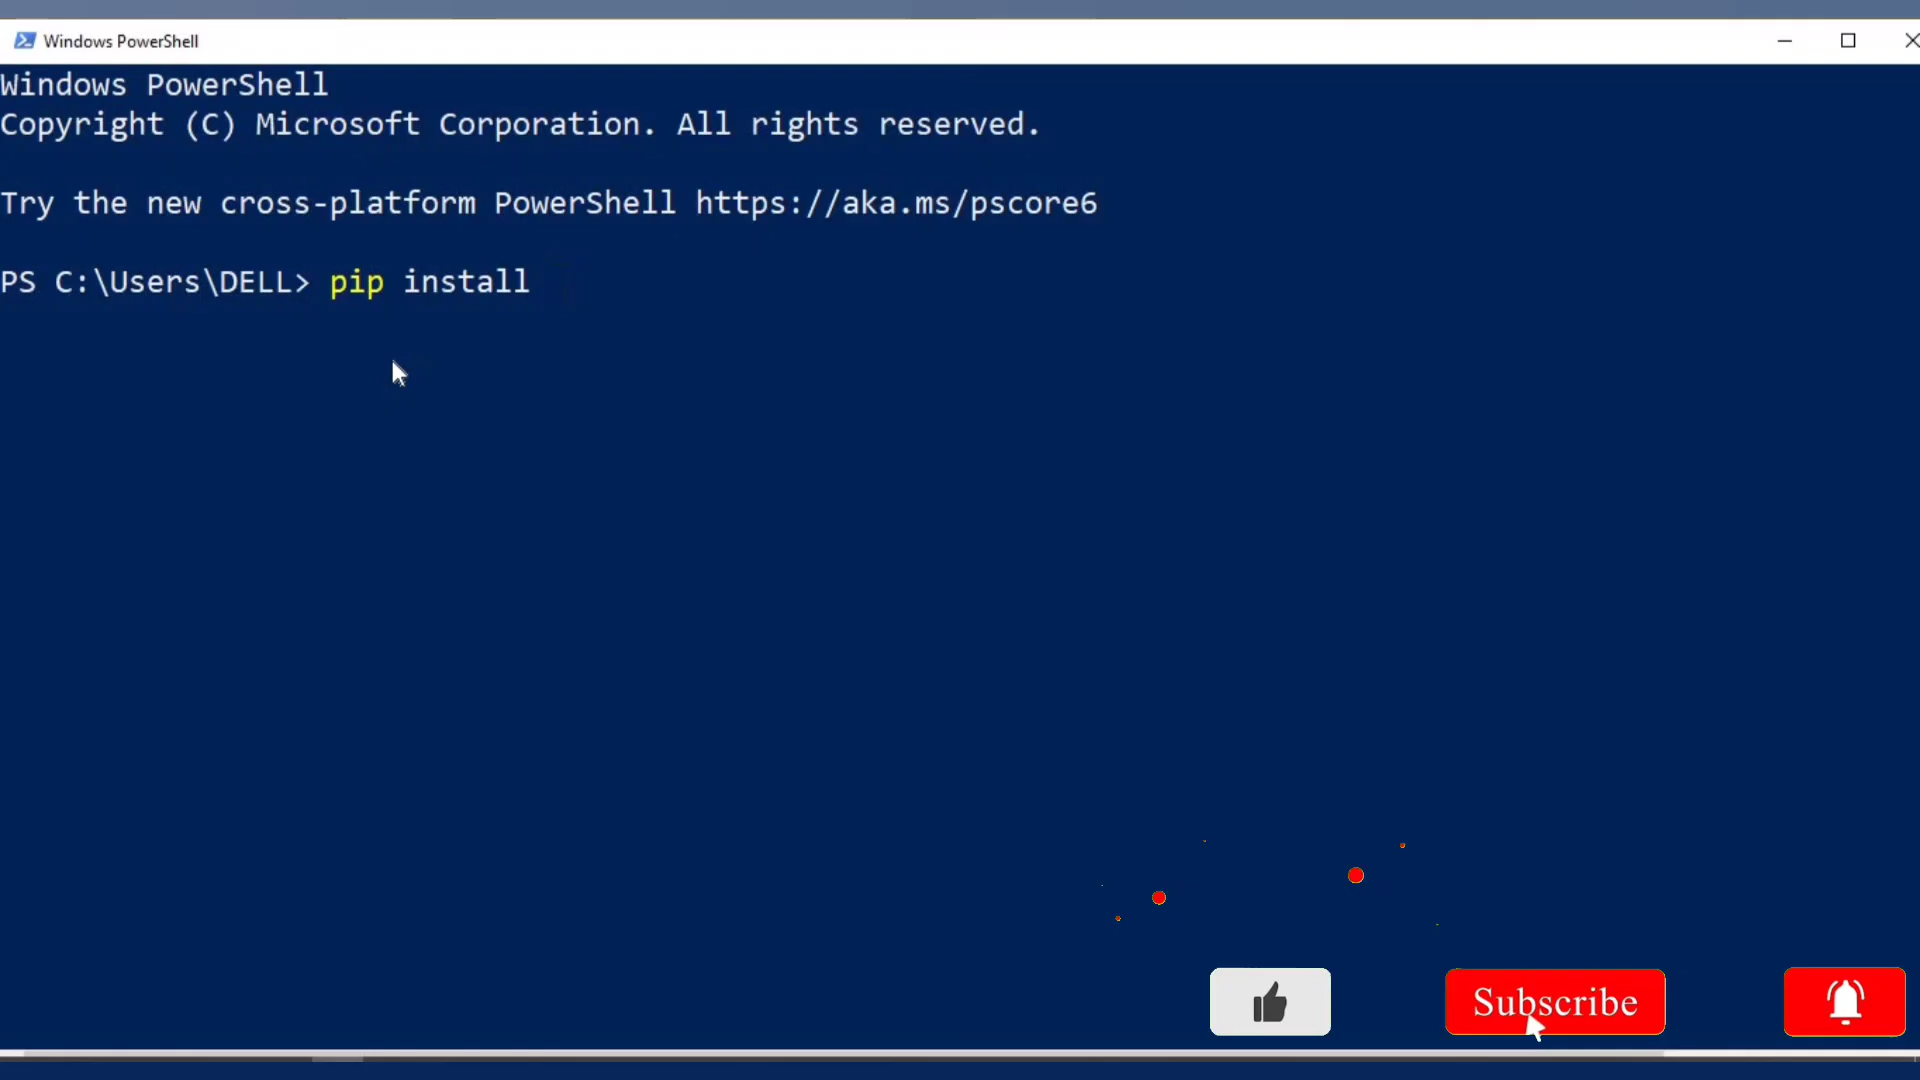 Windows PowerShell
Windows PowerShell
Copyright (C) Microsoft Corporation. All rights reserved.
Try the new cross-platform PowerShell https://aka.ms/pscore6
PS C:\Users\DELL> pip install
Subscribe